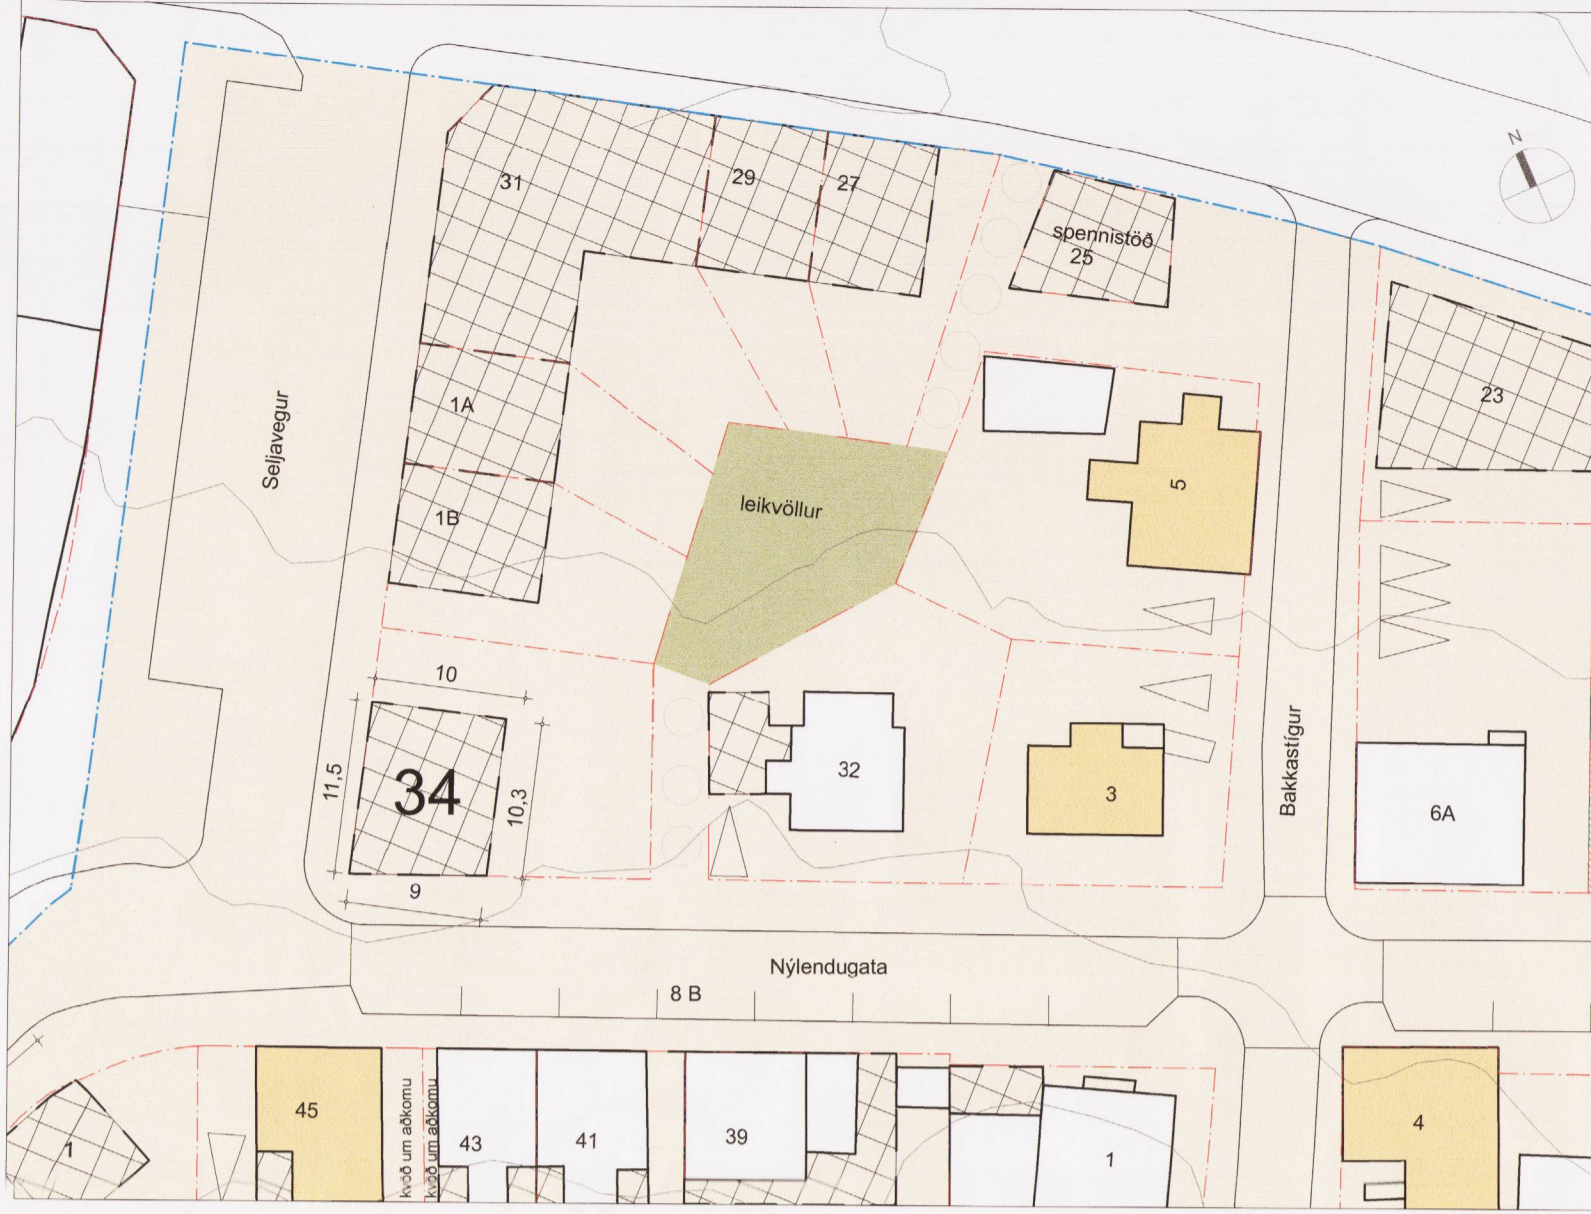 N
31
29
27
spennistöð
25
23
1A
Seljavegur
5
leikvöllur
1B
10
11,5
34
10,3
32
3
Bakkastígur
6A
9
Nýlendugata
8 B
45
kvöð um aðkomu
kvöð um aðkomu
43
41
39
1
1
4